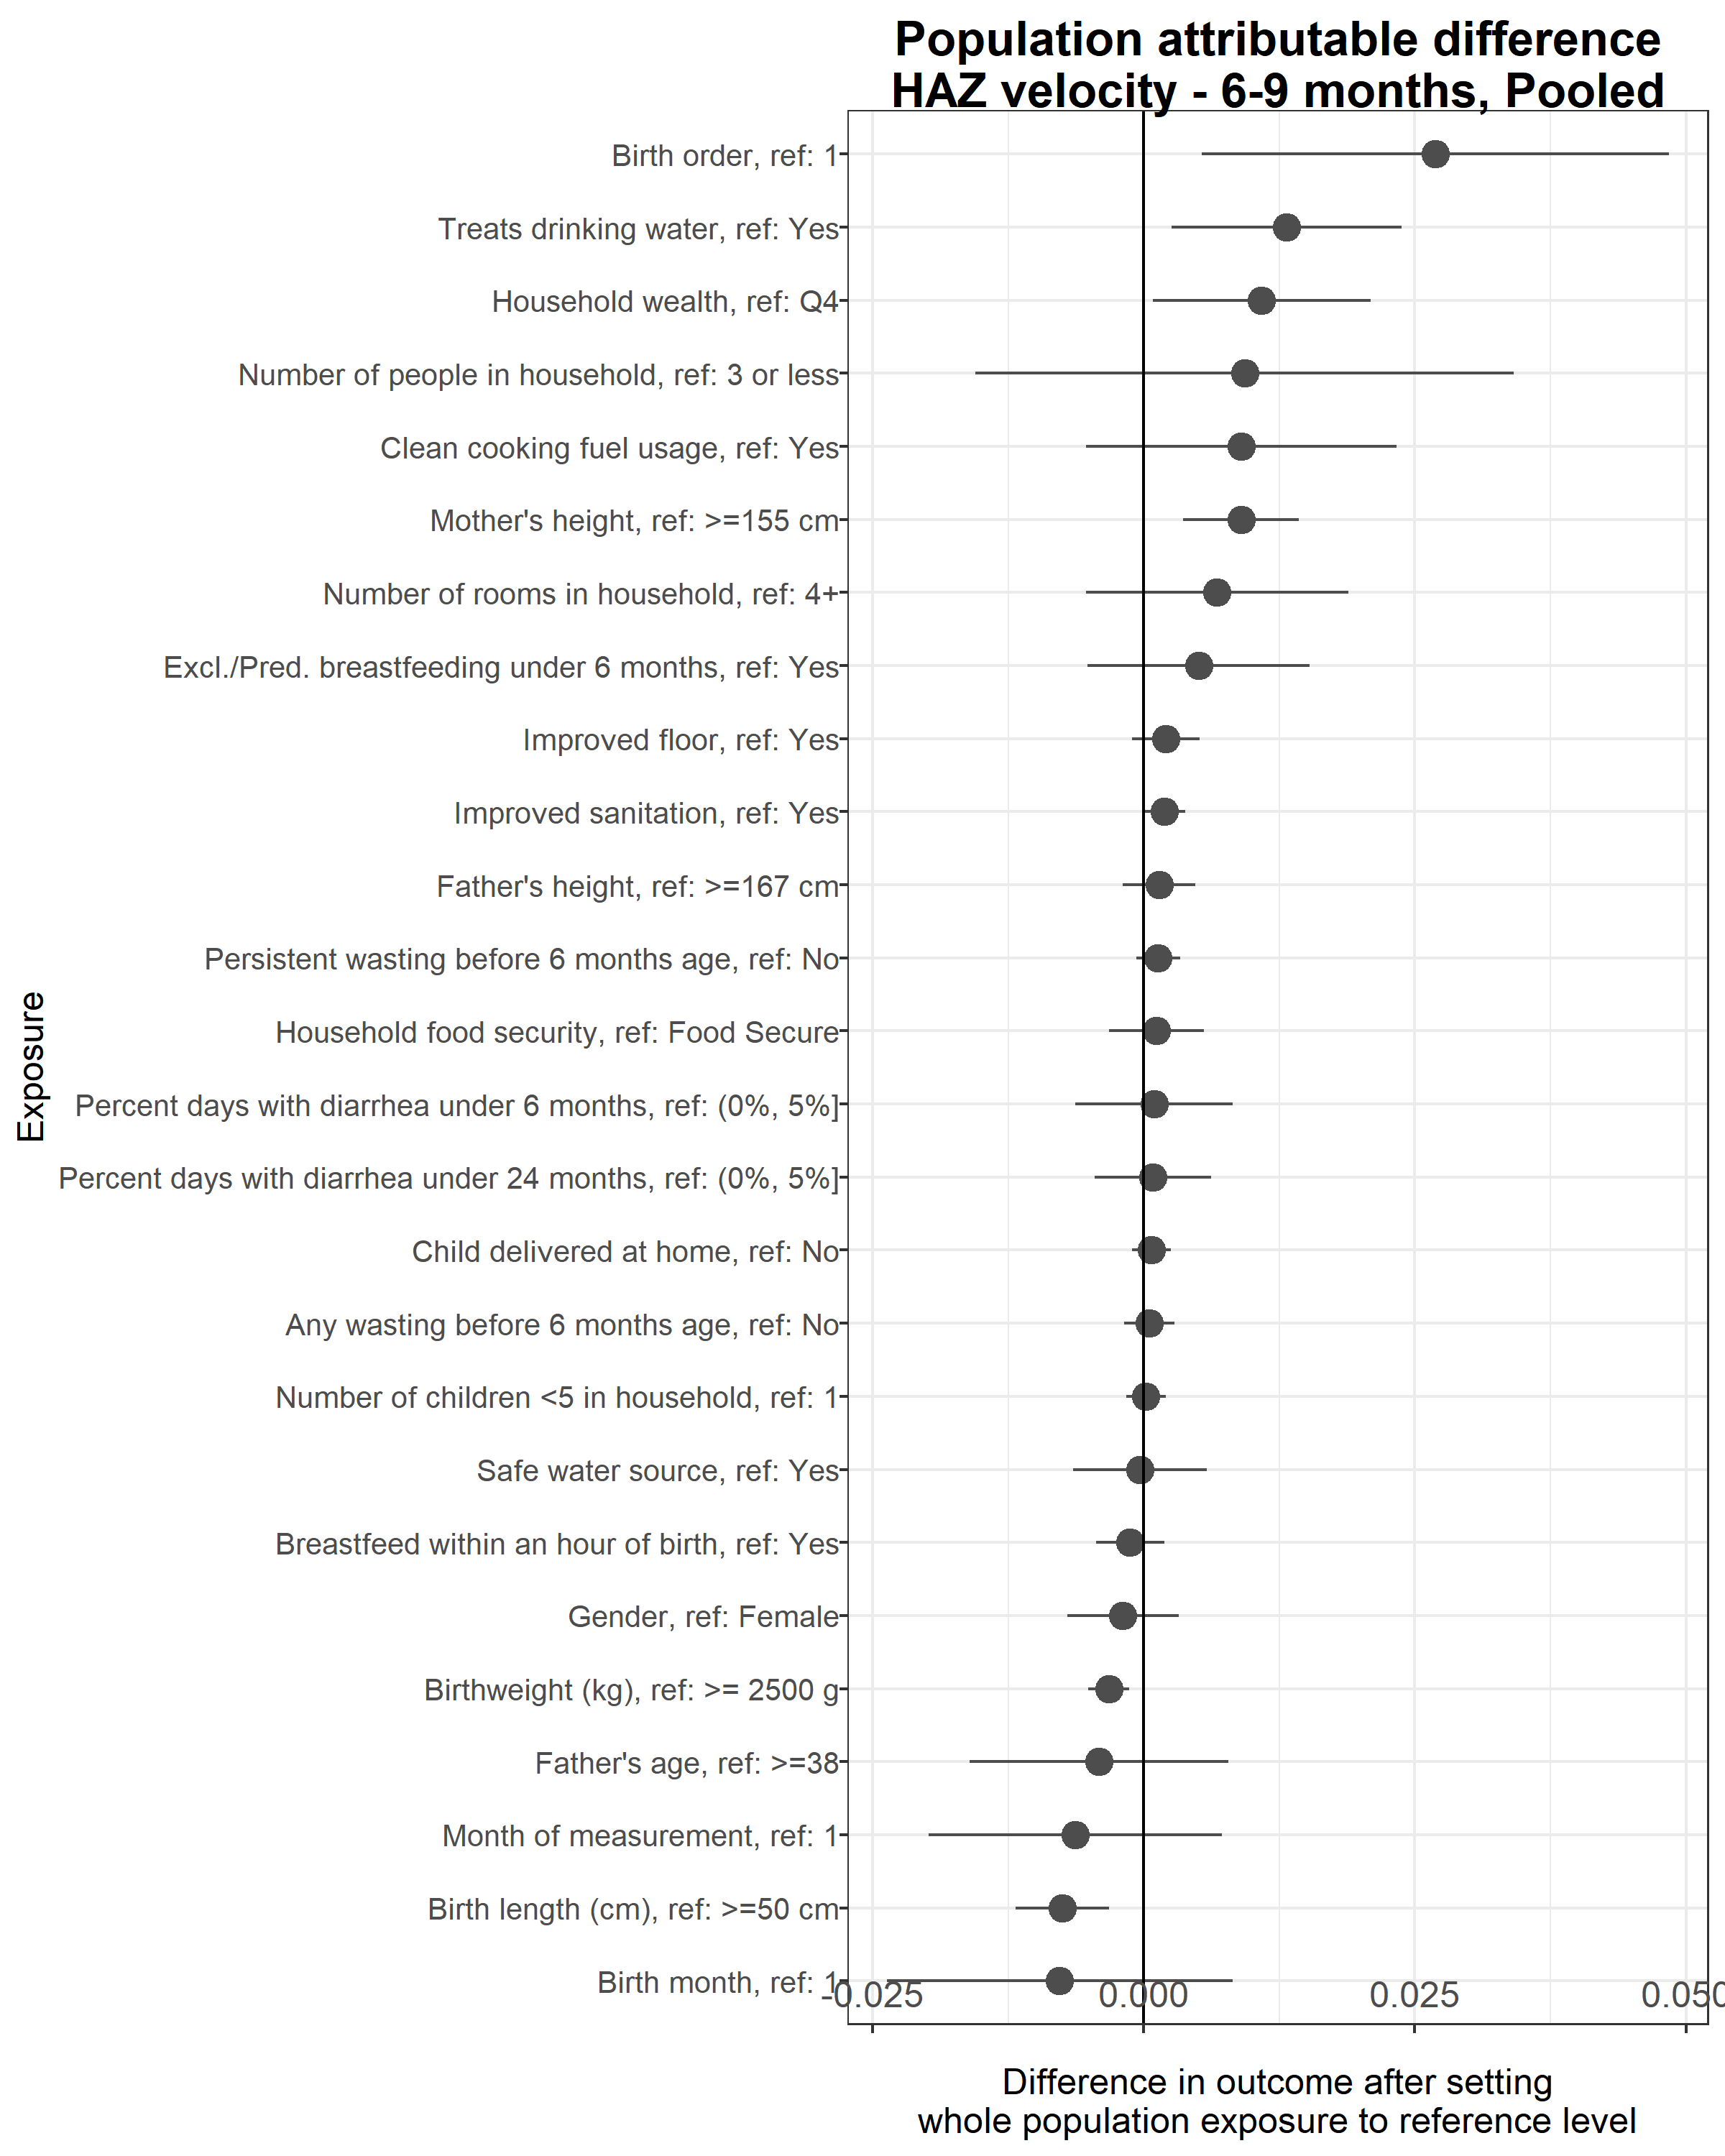 Population attributable difference
HAZ velocity - 6-9 months, Pooled
Exposure
Birth order, ref: 1
Treats drinking water, ref: Yes
Household wealth, ref: Q4
Number of people in household, ref: 3 or less
Clean cooking fuel usage, ref: Yes
Mother's height, ref: >=155 cm
Number of rooms in household, ref: 4+
Excl./Pred. breastfeeding under 6 months, ref: Yes
Improved floor, ref: Yes
Improved sanitation, ref: Yes
Father's height, ref: >=167 cm
Persistent wasting before 6 months age, ref: No
Household food security, ref: Food Secure
Percent days with diarrhea under 6 months, ref: (0%, 5%]
Percent days with diarrhea under 24 months, ref: (0%, 5%]
Child delivered at home, ref: No
Any wasting before 6 months age, ref: No
Number of children <5 in household, ref: 1
Safe water source, ref: Yes
Breastfeed within an hour of birth, ref: Yes
Gender, ref: Female
Birthweight (kg), ref: >= 2500 g
Father's age, ref: >=38
Month of measurement, ref: 1
Birth length (cm), ref: >=50 cm
Birth month, ref: 1
-0.025 0.000 0.025 0.050
Difference in outcome after setting
whole population exposure to reference level